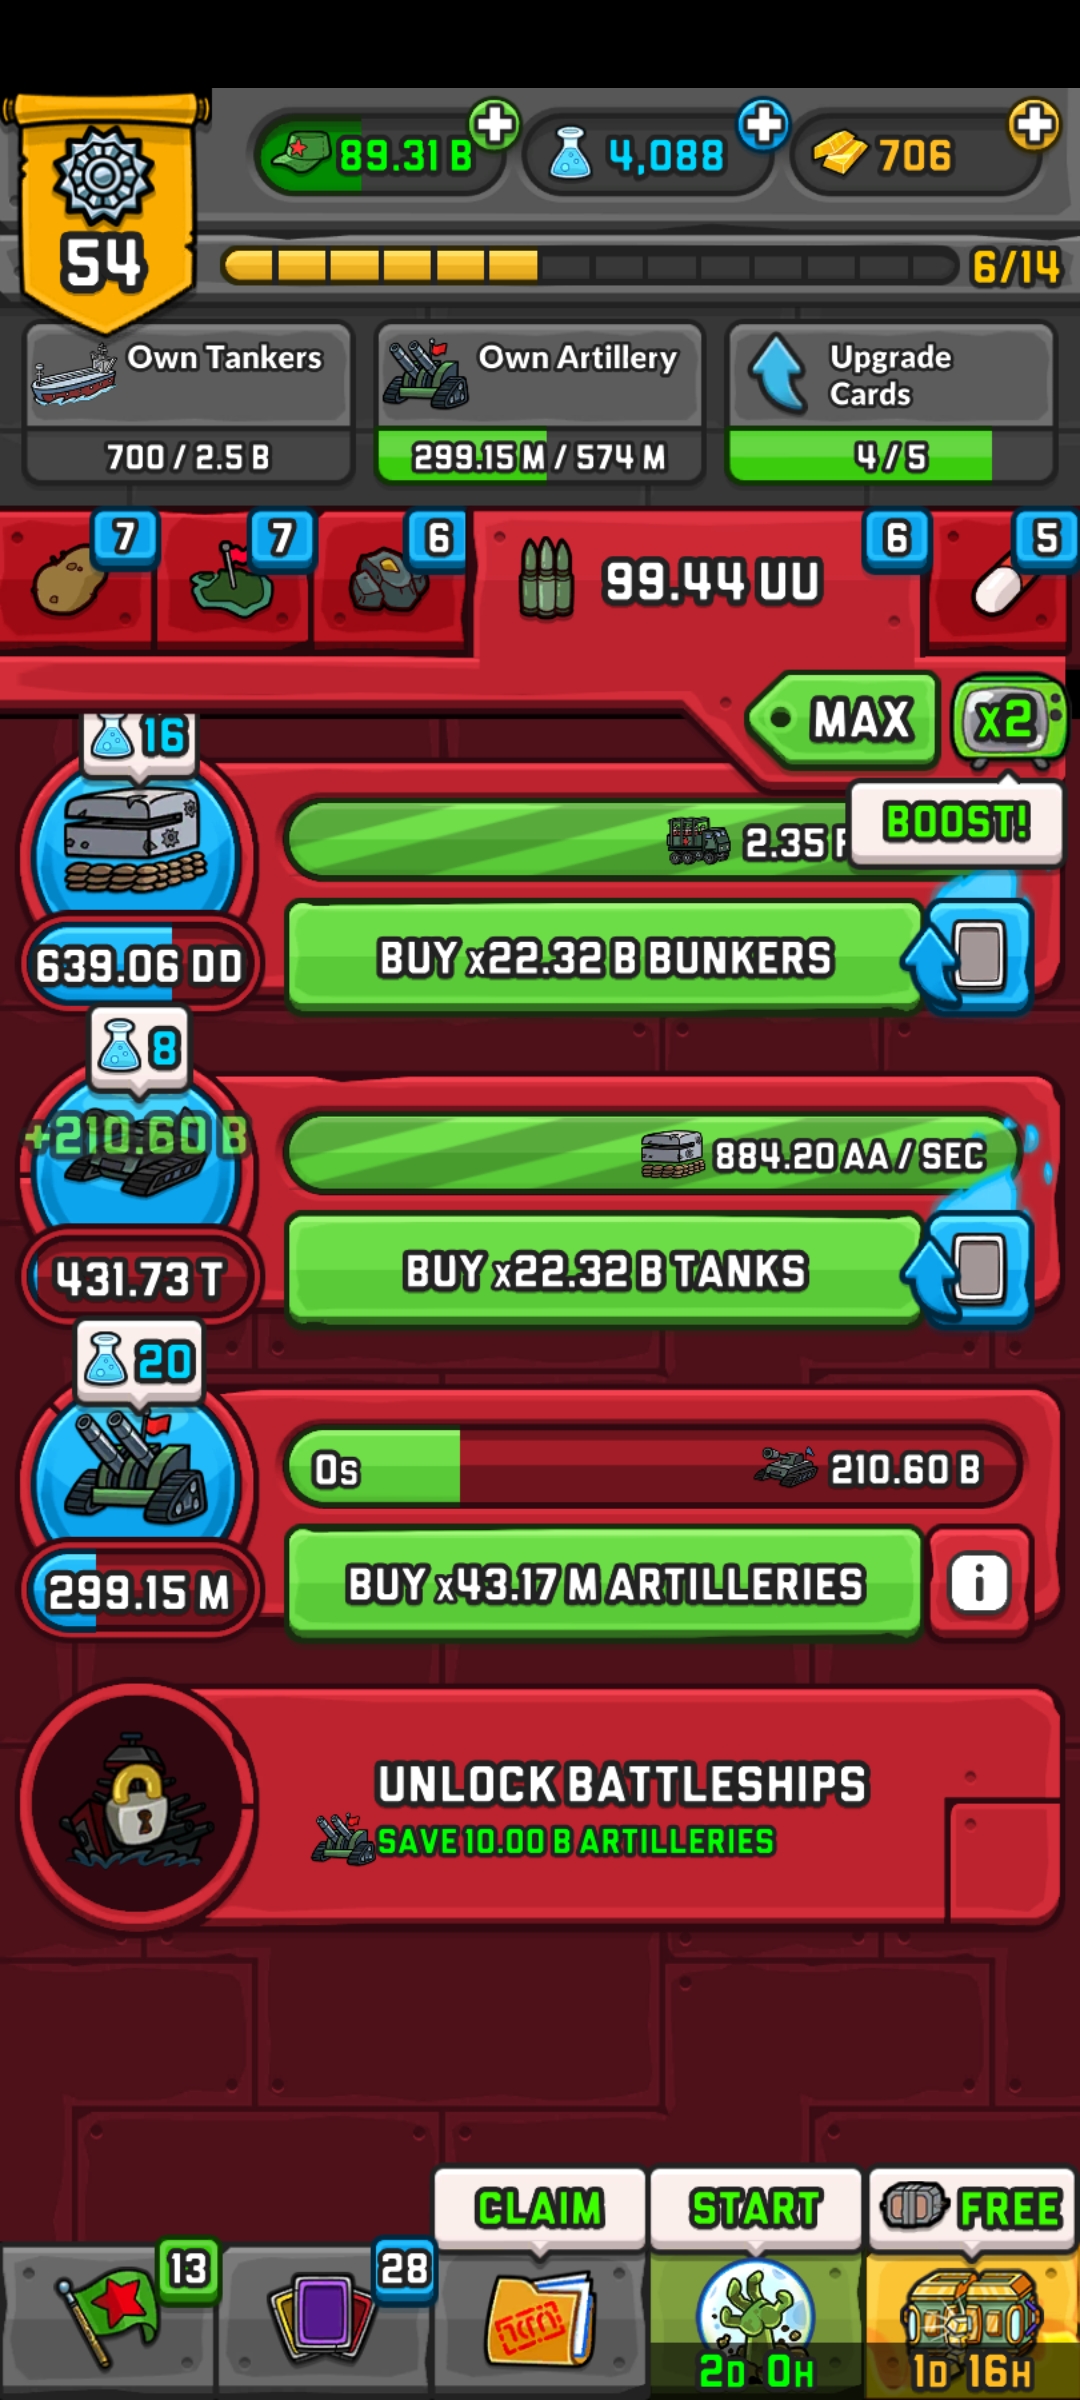 89.31 B
4,088
706
54
6/14
Own Tankers
700 / 2.5 B
Own Artillery
299.15 M / 574 M
Upgrade
Cards
4 / 5
7
7
6
99.44 UU
6
5
MAX
x2
BOOST!
16
2.35
639.06 DD
BUY x22.32 B BUNKERS
8
+210.60 B
884.20 AA / SEC
431.73 T
BUY x22.32 B TANKS
20
0s
210.60 B
299.15 M
BUY x43.17 M ARTILLERIES
i
UNLOCK BATTLESHIPS
SAVE 10.00 B ARTILLERIES
CLAIM
START
FREE
13
28
2D 0H
1D 16H